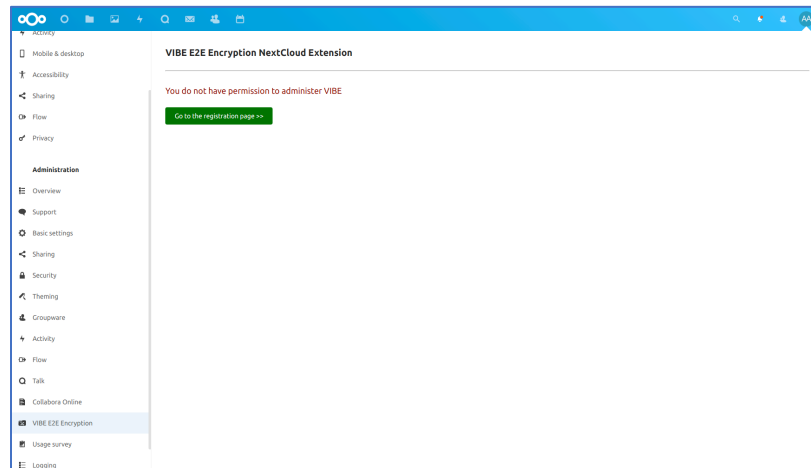 AA
Activity
Mobile & desktop
Accessibility
Sharing
Flow
Privacy
Administration
Overview
Support
Basic settings
Sharing
Security
Theming
Groupware
Activity
Flow
Talk
Collabora Online
VIBE E2E Encryption
Usage survey
Logging
VIBE E2E Encryption NextCloud Extension
You do not have permission to administer VIBE
Go to the registration page >>